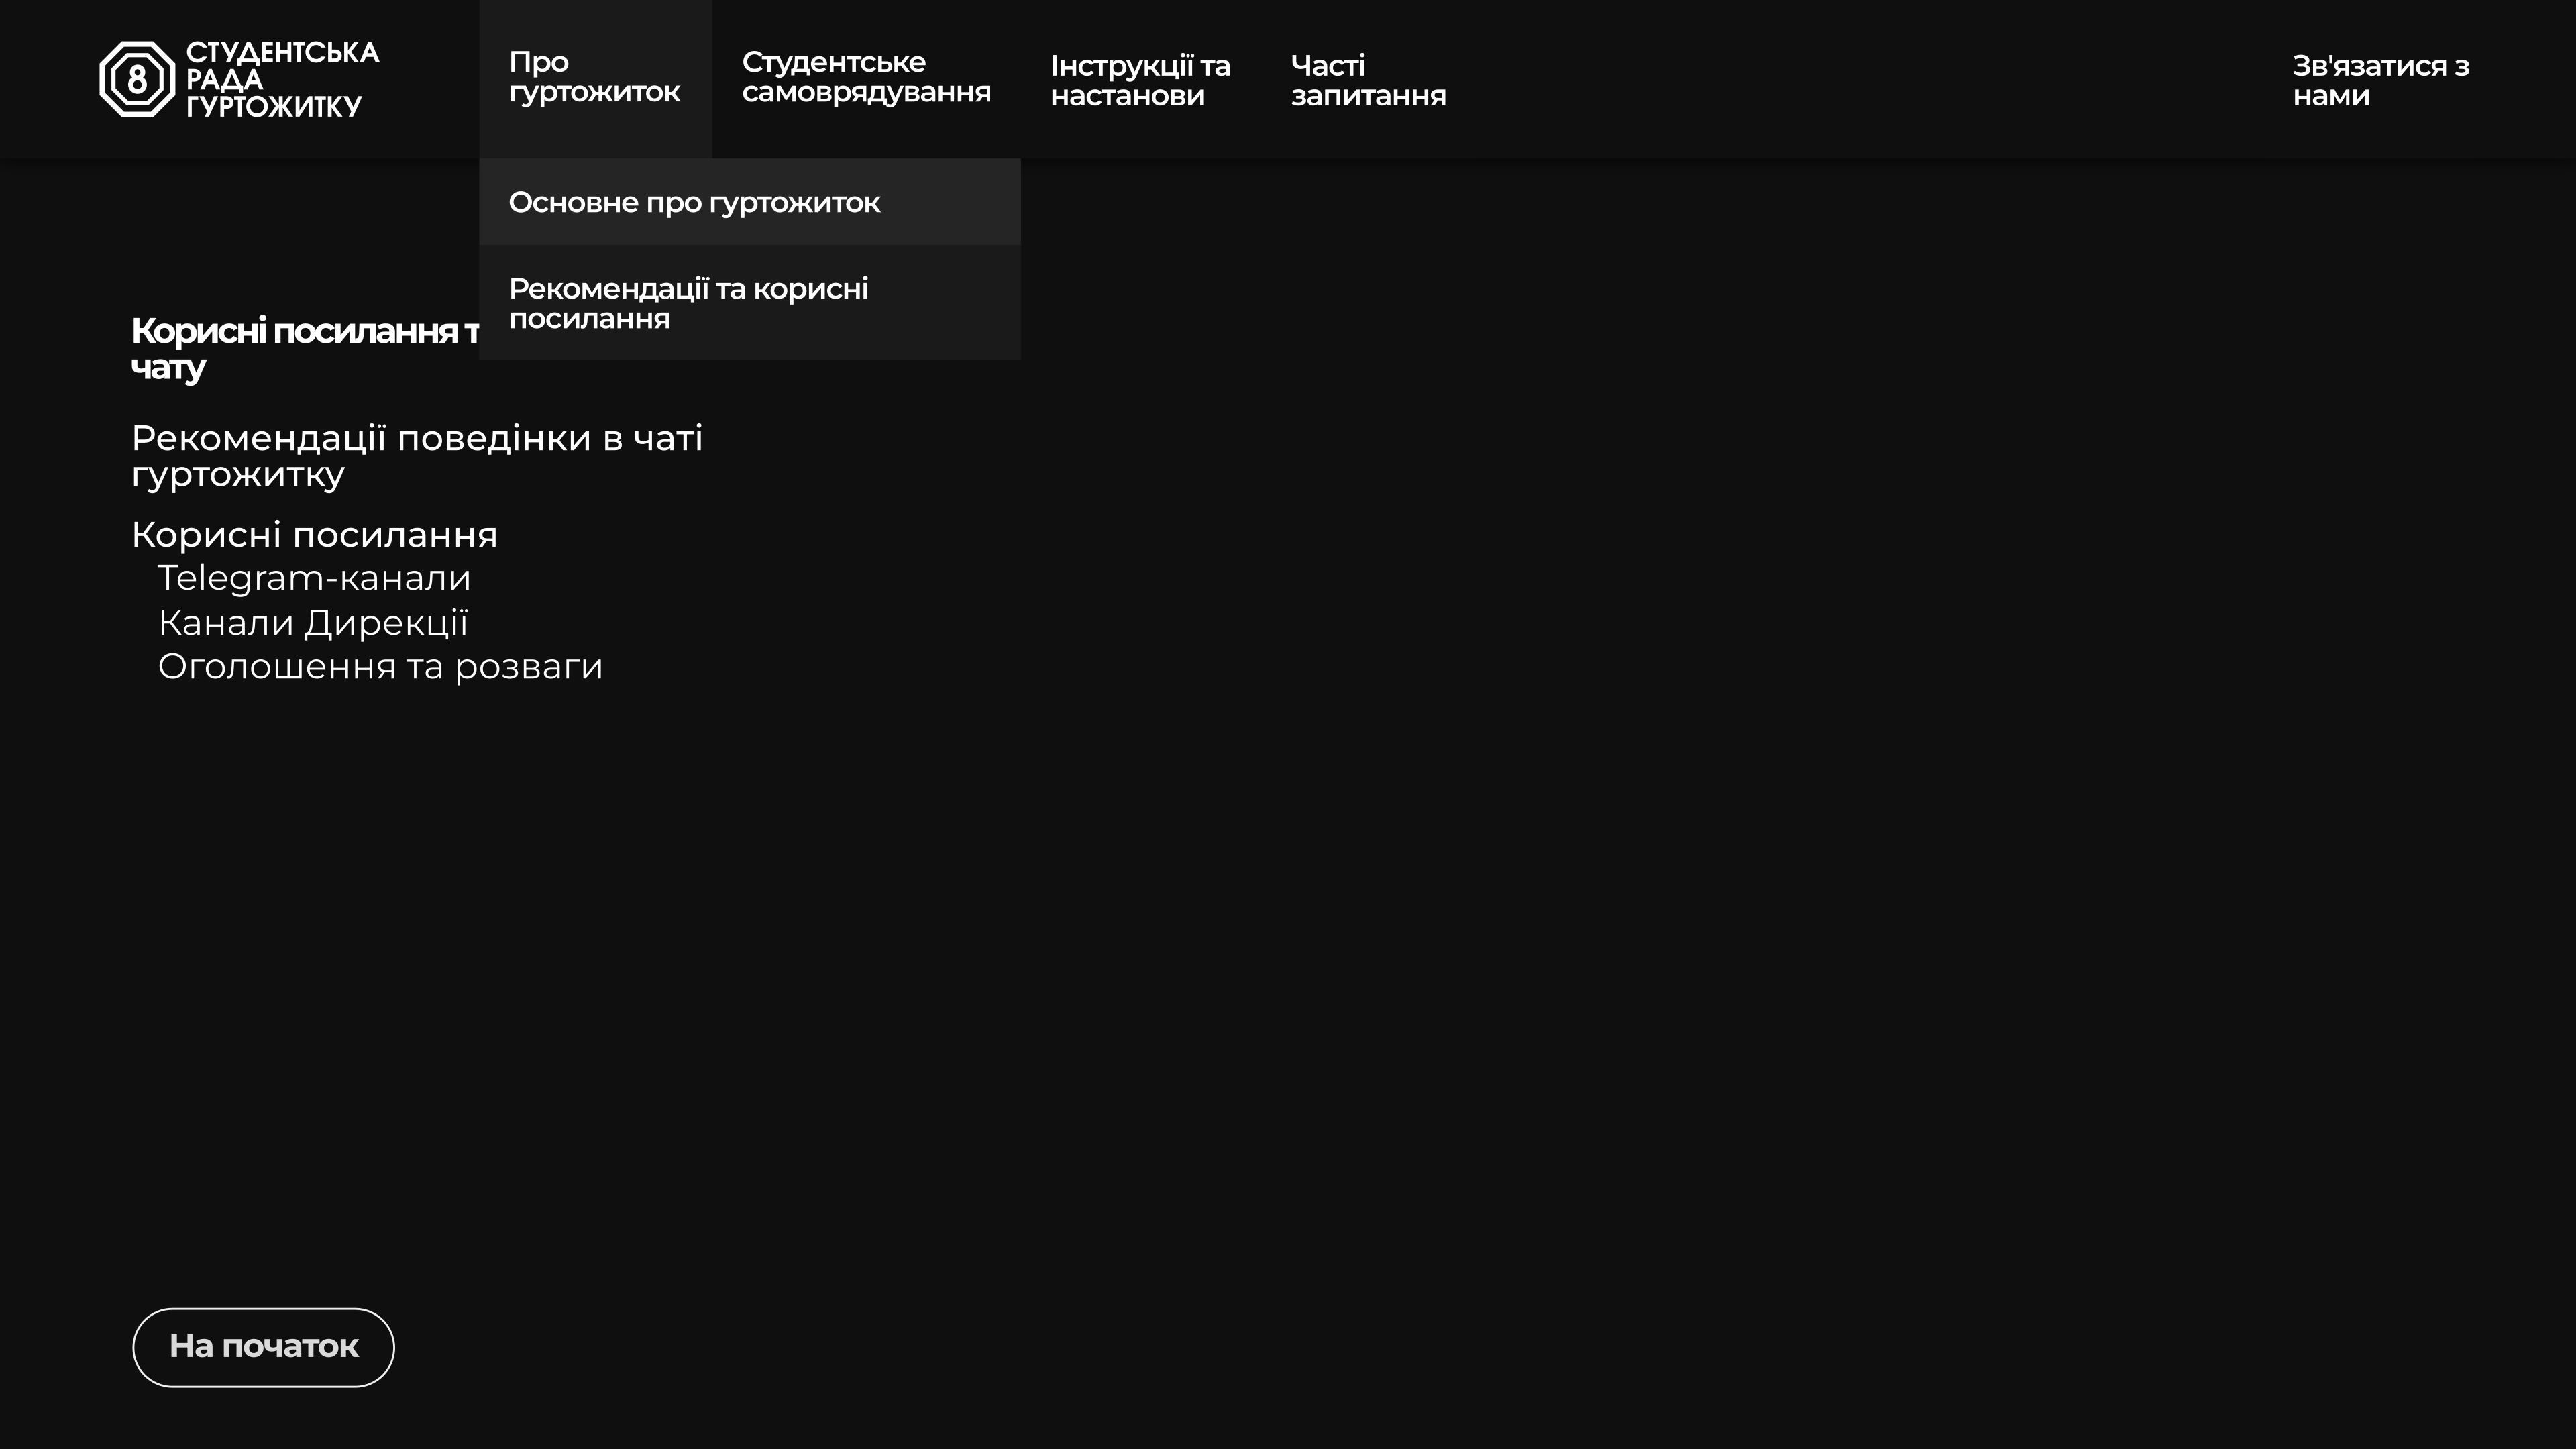 8
СТУДЕНТСЬКА
РАДА
ГУРТОЖИТКУ
Про
гуртожиток
Студентське
самоврядування
Інструкції та
настанови
Часті
запитання
Зв'язатися з
нами
Основне про гуртожиток
Рекомендації та корисні
посилання
Корисні посилання
чату
Рекомендації поведінки в чаті
гуртожитку
Корисні посилання
Telegram-канали
Канали Дирекції
Оголошення та розваги
На початок